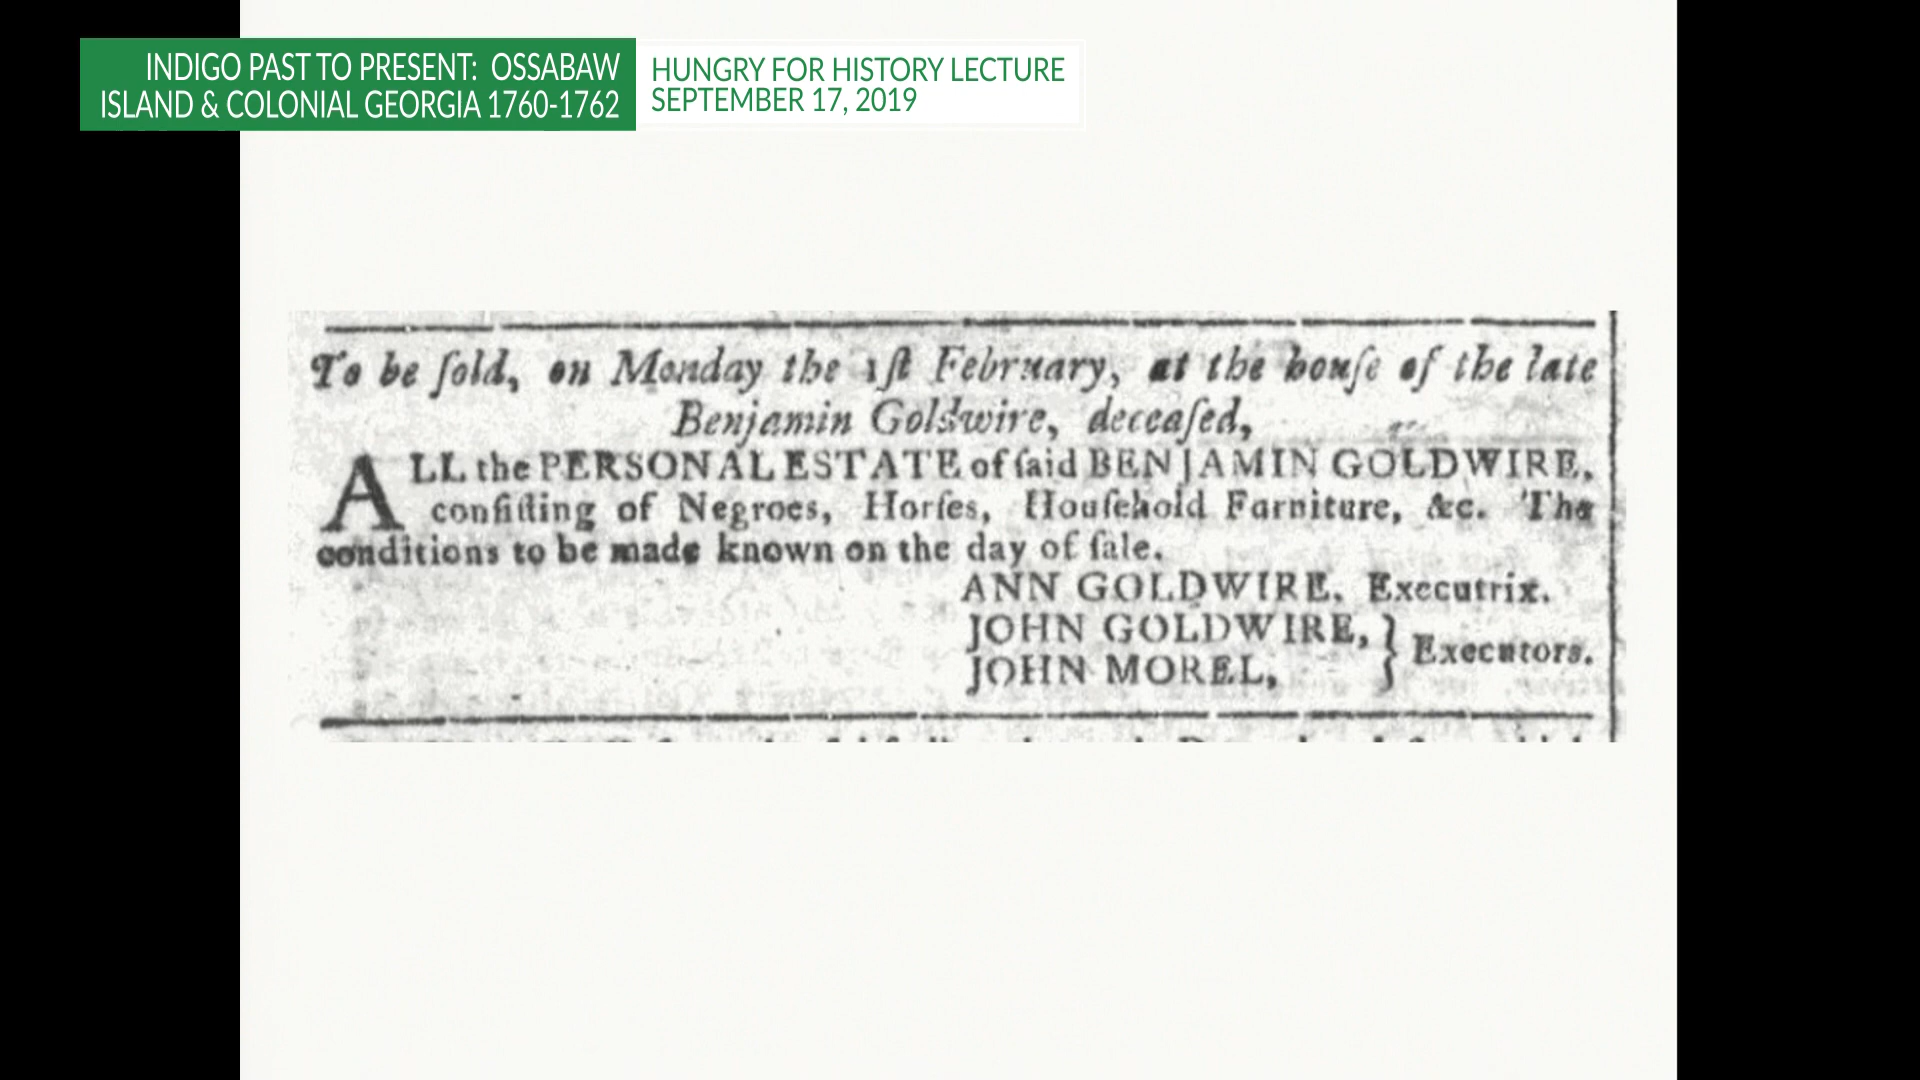 INDIGO PAST TO PRESENT: OSSABAW
ISLAND & COLONIAL GEORGIA 1760-1762
HUNGRY FOR HISTORY LECTURE
SEPTEMBER 17, 2019
To be ſold, on Monday the 1ſt February, at the houſe of the late
Benjamin Goldwire, deceaſed,
ALL the PERSONAL ESTATE of ſaid BENJAMIN GOLDWIRE,
conſiſting of Negroes, Horſes, Houſehold Farniture, &c. The
conditions to be made known on the day of ſale.
ANN GOLDWIRE, Executrix.
JOHN GOLDWIRE, } Executors.
JOHN MOREL,